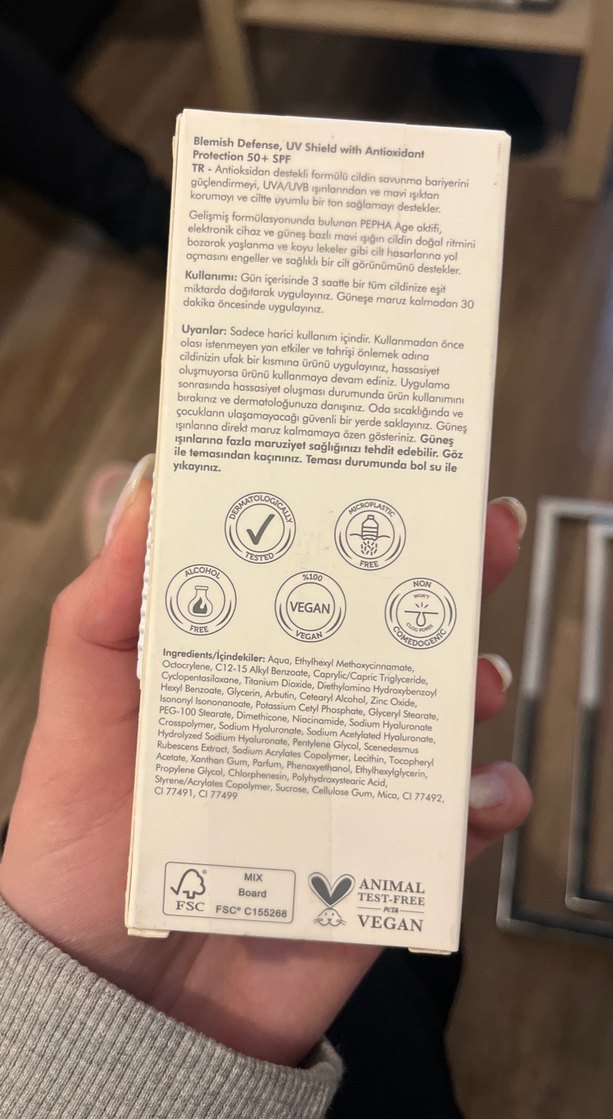 Blemish Defense, UV Shield with Antioxidant
Protection 50+ SPF
TR - Antioksidan destekli formülü cildin savunma bariyerini
güçlendirmeyi, UVA/UVB ışınlarından ve mavi ışıktan
korumayı ve ciltte uyumlu bir ton sağlamayı destekler.
Gelişmiş formülasyonunda bulunan PEPHA Age aktifi,
elektronik cihaz ve güneş bazlı mavi ışığın cildin doğal ritmini
bozarak yaşlanma ve koyu lekeler gibi cilt hasarlarına yol
açmasını engeller ve sağlıklı bir cilt görünümünü destekler.
Kullanımı: Gün içerisinde 3 saatte bir tüm cildinize eşit
miktarda dağıtarak uygulayınız. Güneşe maruz kalmadan 30
dakika öncesinde uygulayınız.
Uyarılar: Sadece harici kullanım içindir. Kullanmadan önce
olası istenmeyen yan etkiler ve tahrişi önlemek adına
cildinizin ufak bir kısmına ürünü uygulayınız, hassasiyet
oluşmuyorsa ürünü kullanmaya devam ediniz. Uygulama
sonrasında hassasiyet oluşması durumunda ürün kullanımını
bırakınız ve dermatoloğunuza danışınız. Oda sıcaklığında ve
çocukların ulaşamayacağı güvenli bir yerde saklayınız. Güneş
ışınlarına direkt maruz kalmamaya özen gösteriniz. Güneş
ışınlarına fazla maruziyet sağlığınızı tehdit edebilir. Göz
ile temasından kaçınınız. Teması durumunda bol su ile
yıkayınız.
DERMATOLOGICALLY
TESTED
MICROPLASTIC
FREE
ALCOHOL
FREE
%100
VEGAN
VEGAN
NON
WON'T
CLOG PORES
COMEDOGENIC
Ingredients/İçindekiler: Aqua, Ethylhexyl Methoxycinnamate,
Octocrylene, C12-15 Alkyl Benzoate, Caprylic/Capric Triglyceride,
Cyclopentasiloxane, Titanium Dioxide, Diethylamino Hydroxybenzoyl
Hexyl Benzoate, Glycerin, Arbutin, Cetearyl Alcohol, Zinc Oxide,
Isononyl Isononanoate, Potassium Cetyl Phosphate, Glyceryl Stearate,
PEG-100 Stearate, Dimethicone, Niacinamide, Sodium Hyaluronate
Crosspolymer, Sodium Hyaluronate, Sodium Acetylated Hyaluronate,
Hydrolyzed Sodium Hyaluronate, Pentylene Glycol, Scenedesmus
Rubescens Extract, Sodium Acrylates Copolymer, Lecithin, Tocopheryl
Acetate, Xanthan Gum, Parfum, Phenoxyethanol, Ethylhexylglycerin,
Propylene Glycol, Chlorphenesin, Polyhydroxystearic Acid,
Styrene/Acrylates Copolymer, Sucrose, Cellulose Gum, Mica, CI 77492,
CI 77491, CI 77499
FSC
MIX
Board
FSC® C155268
ANIMAL
TEST-FREE
PETA
VEGAN